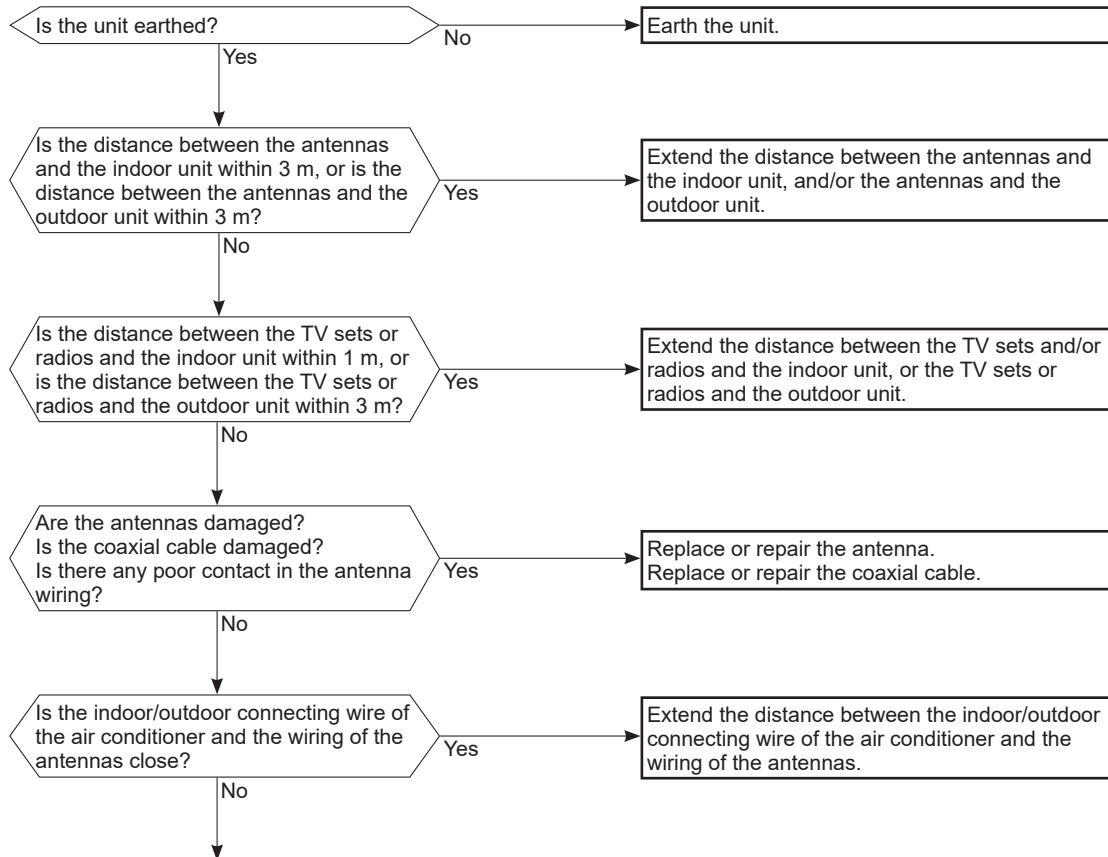 Is the unit earthed?
No
Earth the unit.
Yes
Is the distance between the antennas
and the indoor unit within 3 m, or is the
distance between the antennas and the
outdoor unit within 3 m?
Yes
Extend the distance between the antennas and
the indoor unit, and/or the antennas and the
outdoor unit.
No
Is the distance between the TV sets or
radios and the indoor unit within 1 m, or
is the distance between the TV sets or
radios and the outdoor unit within 3 m?
Yes
Extend the distance between the TV sets and/or
radios and the indoor unit, or the TV sets or
radios and the outdoor unit.
No
Are the antennas damaged?
Is the coaxial cable damaged?
Is there any poor contact in the antenna
wiring?
Yes
Replace or repair the antenna.
Replace or repair the coaxial cable.
No
Is the indoor/outdoor connecting wire of
the air conditioner and the wiring of the
antennas close?
Yes
Extend the distance between the indoor/outdoor
connecting wire of the air conditioner and the
wiring of the antennas.
No